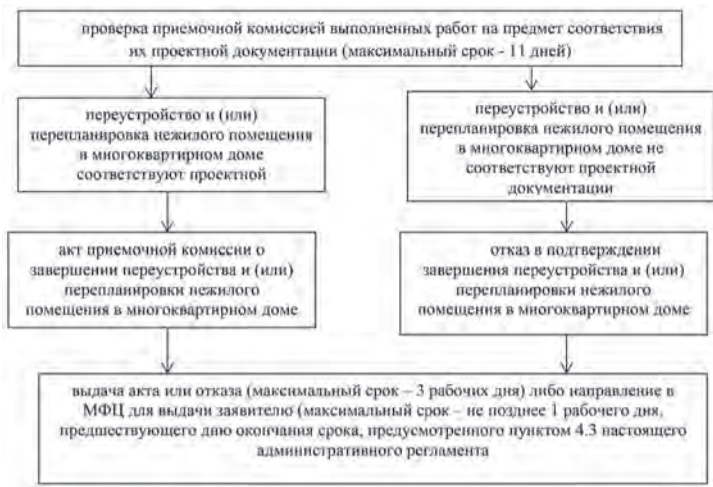 проверка приемочной комиссией выполненных работ на предмет соответствия
их проектной документации (максимальный срок - 11 дней)
переустройство и (или)
перепланировка нежилого помещения
в многоквартирном доме
соответствуют проектной
переустройство и (или)
перепланировка нежилого помещения
в многоквартирном доме не
соответствуют проектной
документации
акт приемочной комиссии о
завершении переустройства и (или)
перепланировки нежилого
помещения в многоквартирном доме
отказ в подтверждении
завершения переустройства и (или)
перепланировки нежилого
помещения в многоквартирном доме
выдача акта или отказа (максимальный срок – 3 рабочих дня) либо направление в
МФЦ для выдачи заявителю (максимальный срок – не позднее 1 рабочего дня,
предшествующего дню окончания срока, предусмотренного пунктом 4.3 настоящего
административного регламента